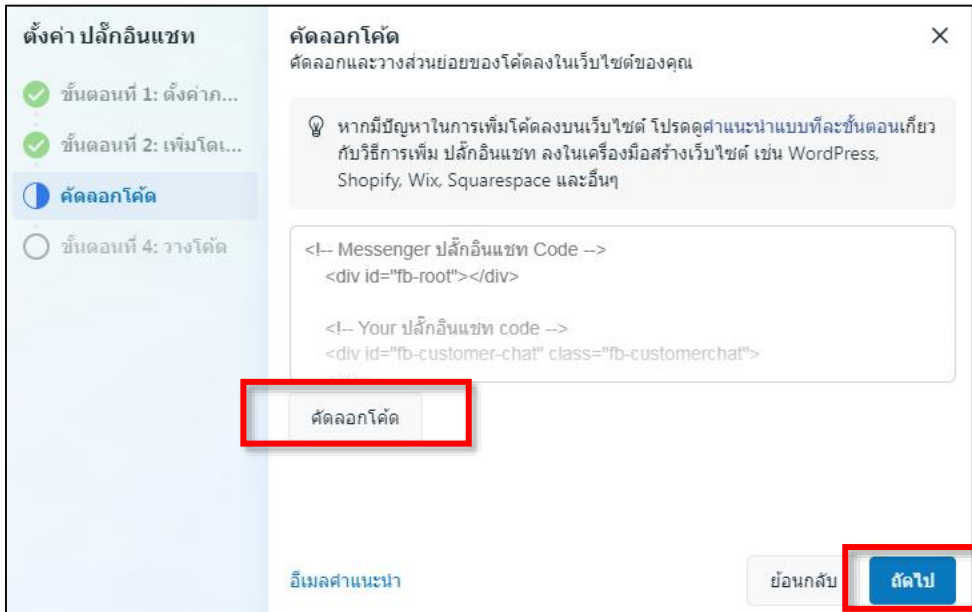 ตั้งค่า ปลั๊กอินแชท
ขั้นตอนที่ 1: ตั้งค่าภ...
ขั้นตอนที่ 2: เพิ่มโดเ...
คัดลอกโค้ด
ขั้นตอนที่ 4: วางโค้ด
คัดลอกโค้ด
คัดลอกและวางส่วนย่อยของโค้ดลงในเว็บไซต์ของคุณ
หากมีปัญหาในการเพิ่มโค้ดลงบนเว็บไซต์ โปรดดูคำแนะนำแบบทีละขั้นตอนเกี่ยว
กับวิธีการเพิ่ม ปลั๊กอินแชท ลงในเครื่องมือสร้างเว็บไซต์ เช่น WordPress,
Shopify, Wix, Squarespace และอื่นๆ
<!-- Messenger ปลั๊กอินแชท Code -->
<div id="fb-root"></div>
<!-- Your ปลั๊กอินแชท code -->
<div id="fb-customer-chat" class="fb-customerchat">
คัดลอกโค้ด
อีเมลคำแนะนำ
ย้อนกลับ
ถัดไป